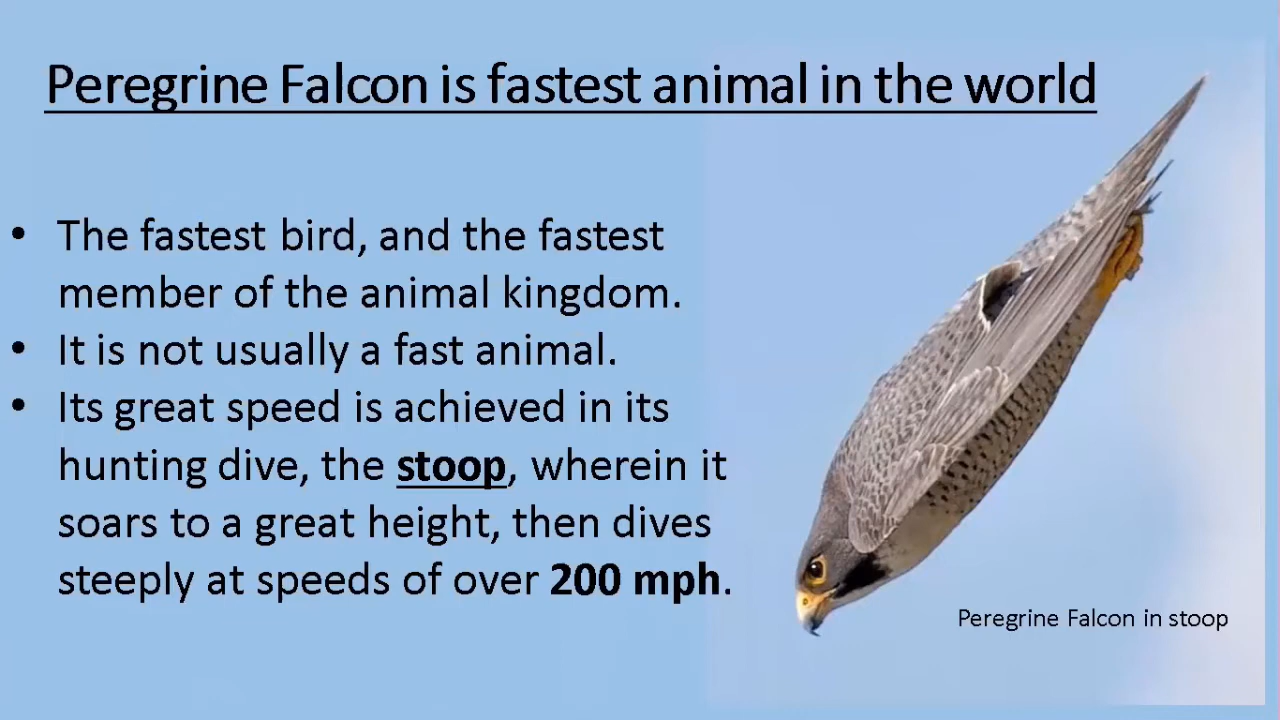 Peregrine Falcon is fastest animal in the world
• The fastest bird, and the fastest
member of the animal kingdom.
• It is not usually a fast animal.
• Its great speed is achieved in its
hunting dive, the stoop, wherein it
soars to a great height, then dives
steeply at speeds of over 200 mph.
Peregrine Falcon in stoop